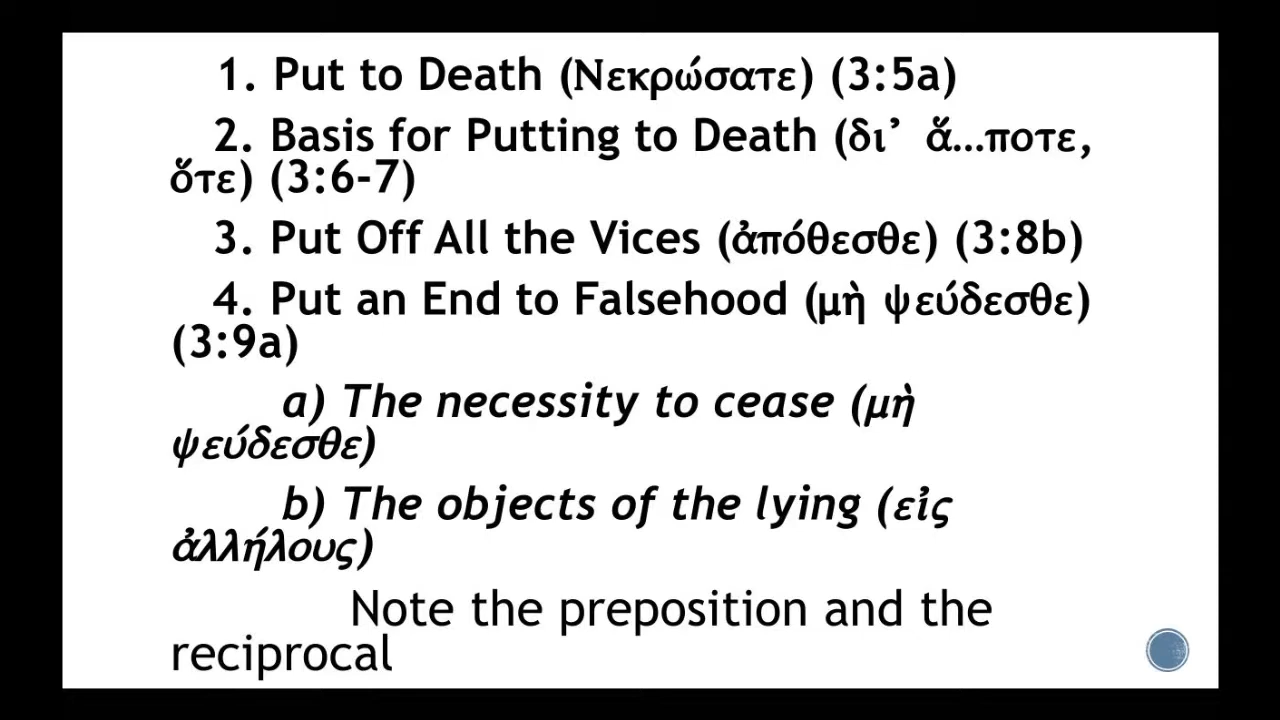 1. Put to Death (Νεκρώσατε) (3:5a)
2. Basis for Putting to Death (δι’ ἅ…ποτε,
ὅτε) (3:6-7)
3. Put Off All the Vices (ἀπόθεσθε) (3:8b)
4. Put an End to Falsehood (μὴ ψεύδεσθε)
(3:9a)
a) The necessity to cease (μὴ
ψεύδεσθε)
b) The objects of the lying (εἰς
ἀλλήλους)
Note the preposition and the
reciprocal